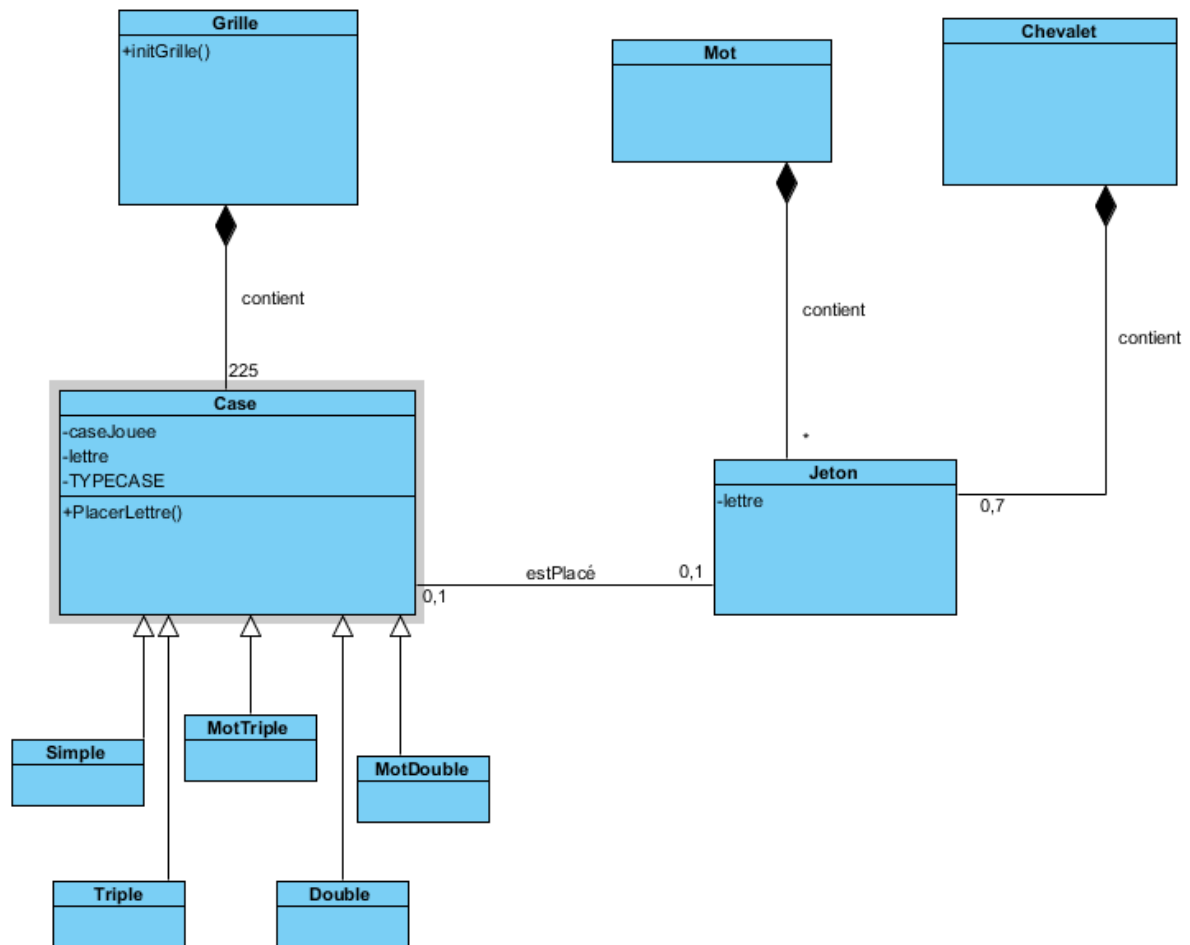 Grille
+initGrille()
Mot
Chevalet
contient
contient
contient
225
Case
-caseJouee
-lettre
-TYPECASE
+PlacerLettre()
*
Jeton
-lettre
0,7
estPlacé
0,1
0,1
Simple
MotTriple
MotDouble
Triple
Double